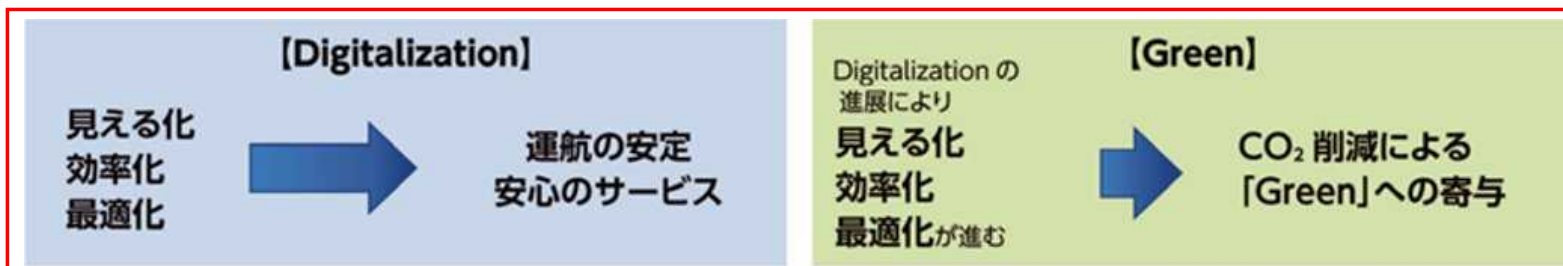 【Digitalization】
見える化
効率化
最適化
運航の安定
安心のサービス
【Green】
Digitalization の
進展により
見える化
効率化
最適化が進む
CO₂ 削減による
「Green」への寄与